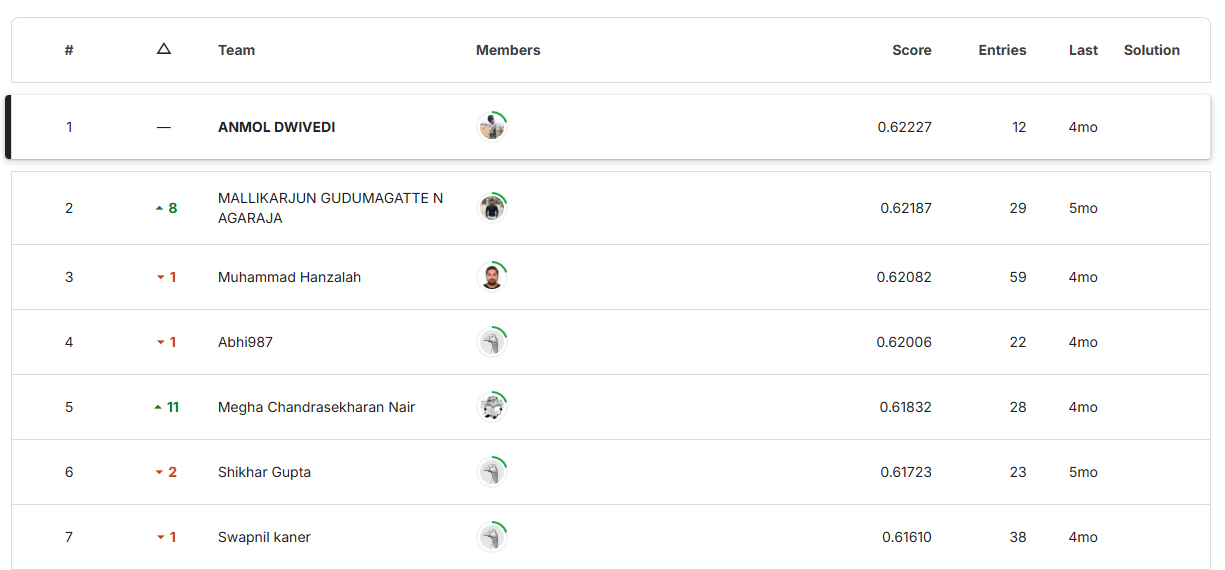 # △ Team Members Score Entries Last Solution
1 — ANMOL DWIVEDI 0.62227 12 4mo
2 ▲ 8 MALLIKARJUN GUDUMAGATTE N 0.62187 29 5mo
AGARAJA
3 ▼ 1 Muhammad Hanzalah 0.62082 59 4mo
4 ▼ 1 Abhi987 0.62006 22 4mo
5 ▲ 11 Megha Chandrasekharan Nair 0.61832 28 4mo
6 ▼ 2 Shikhar Gupta 0.61723 23 5mo
7 ▼ 1 Swapnil kaner 0.61610 38 4mo